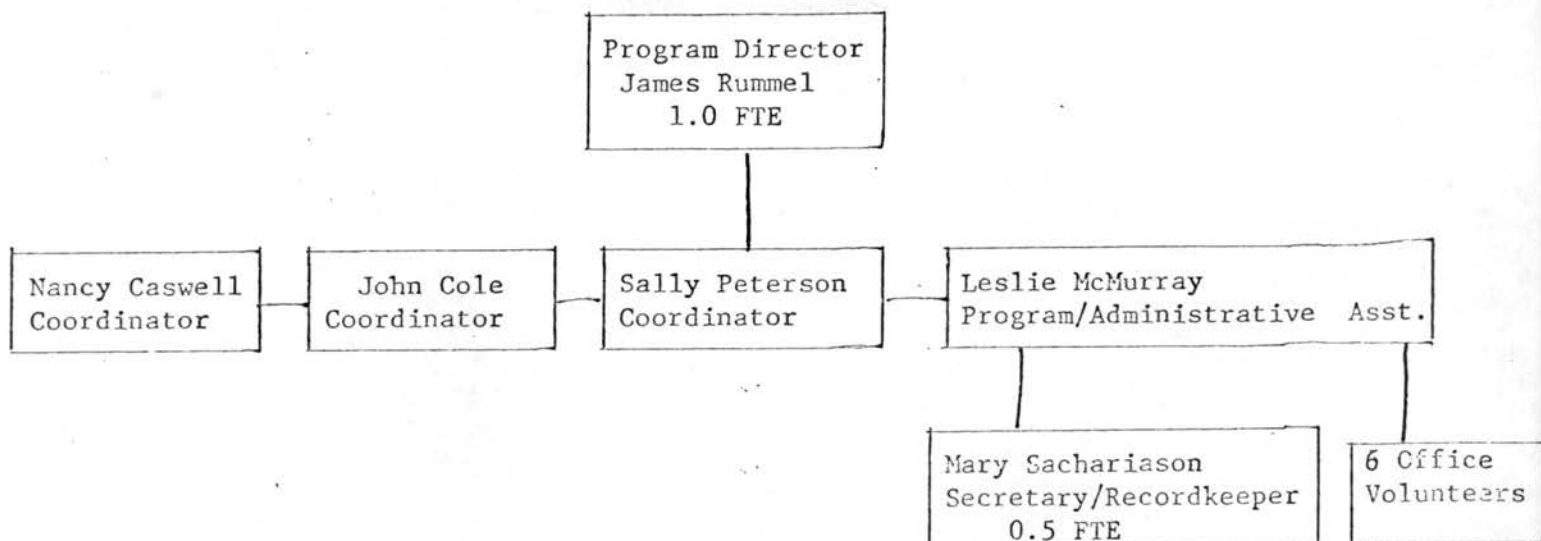 Program Director
James Rummel
1.0 FTE
Nancy Caswell
Coordinator
John Cole
Coordinator
Sally Peterson
Coordinator
Leslie McMurray
Program/Administrative Asst.
Mary Sachariason
Secretary/Recordkeeper
0.5 FTE
6 Office
Volunteers